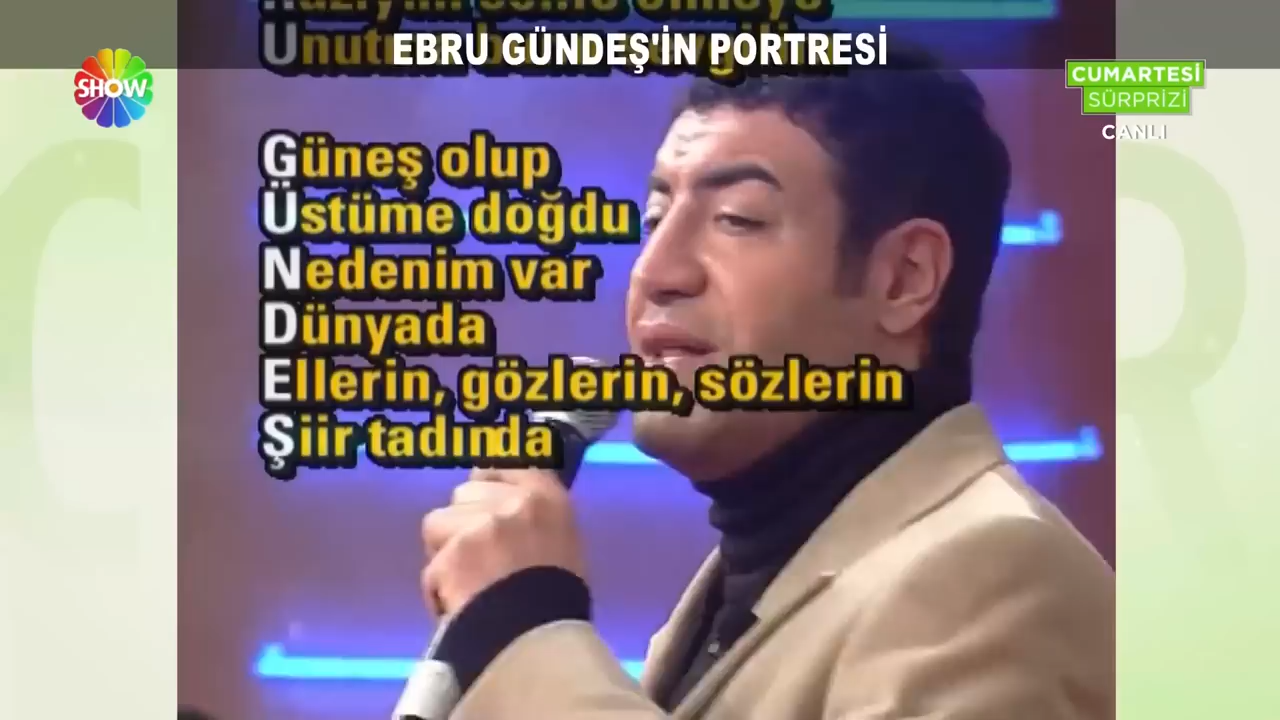 EBRU GÜNDEŞ'İN PORTRESİ
SHOW
CUMARTESİ
SÜRPRİZİ
CANLI
Güneş olup
Üstüme doğdu
Nedenim var
Dünyada
Ellerin, gözlerin, sözlerin
Şiir tadında